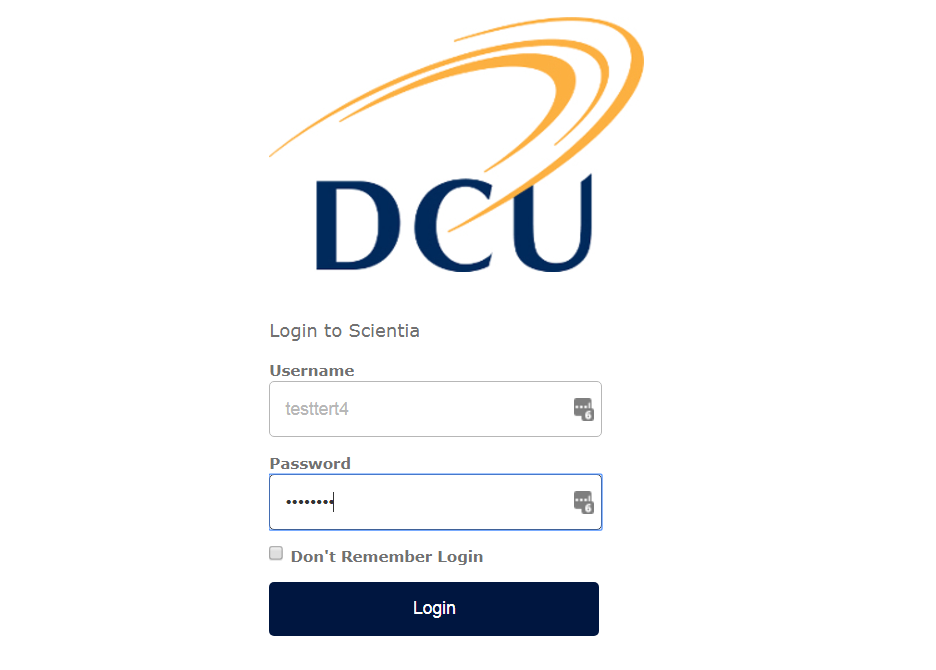 DCU
Login to Scientia
Username
testtert4
Password
••••••••
Don't Remember Login
Login